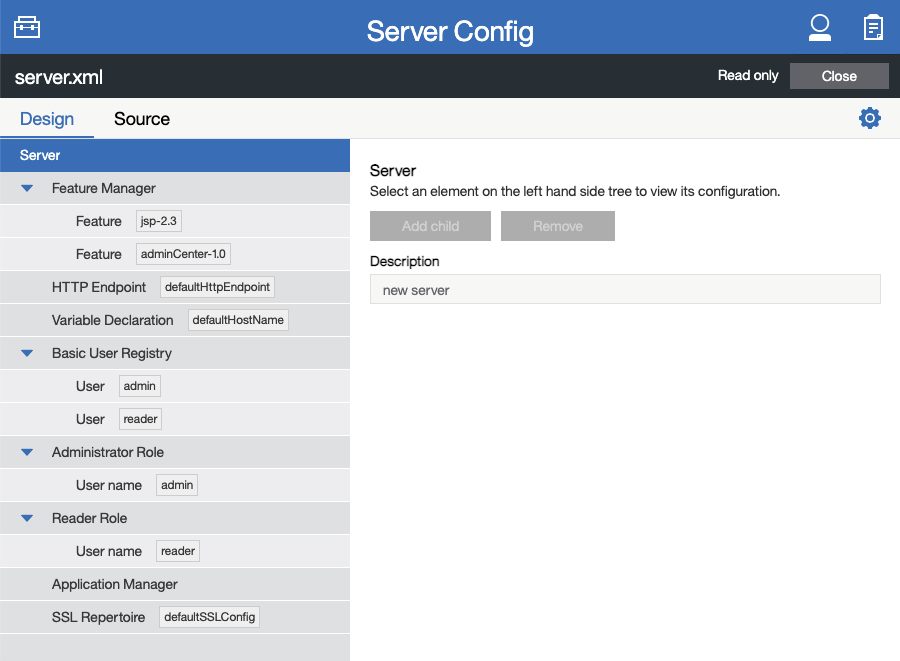 Server Config
server.xml
Read only
Close
Design
Source
Server
Feature Manager
Feature jsp-2.3
Feature adminCenter-1.0
HTTP Endpoint defaultHttpEndpoint
Variable Declaration defaultHostName
Basic User Registry
User admin
User reader
Administrator Role
User name admin
Reader Role
User name reader
Application Manager
SSL Repertoire defaultSSLConfig
Server
Select an element on the left hand side tree to view its configuration.
Add child
Remove
Description
new server